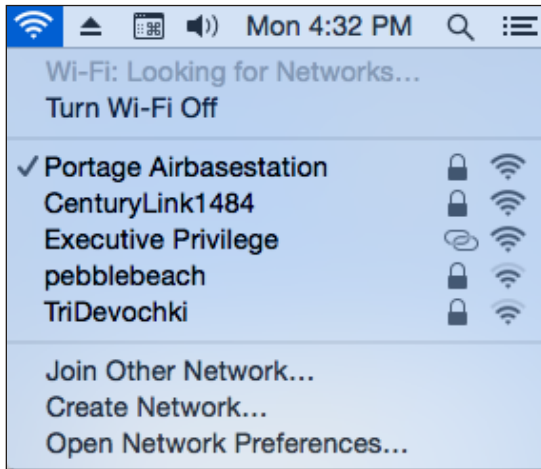 Mon 4:32 PM
Wi-Fi: Looking for Networks...
Turn Wi-Fi Off
✓ Portage Airbasestation
CenturyLink1484
Executive Privilege
pebblebeach
TriDevochki
Join Other Network...
Create Network...
Open Network Preferences...